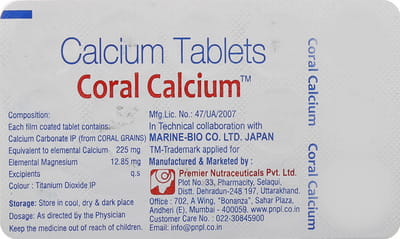 Calcium Tablets
Coral Calcium™
Composition:
Each film coated tablet contains:
Calcium Carbonate IP (from CORAL GRAINS)
Equivalent to elemental Calcium 225 mg
Elemental Magnesium 12.85 mg
Excipients q.s
Colour : Titanium Dioxide IP
Storage: Store in cool, dry & dark place
Dosage: As directed by the Physician
Keep the medicine out of reach of children.
Mfg.Lic. No.: 47/UA/2007
In Technical collaboration with
MARINE-BIO CO. LTD. JAPAN
TM-Trademark applied for
Manufactured & Marketed by :
Premier Nutraceuticals Pvt. Ltd.
Plot No.: 33, Pharmacity, Selaqui,
Distt. Dehradun-248 197, Uttarakhand.
Office : 702, A Wing, "Bonanza", Sahar Plaza,
Andheri (E), Mumbai - 400059. www.pnpl.co.in
Customer Care No.: 022-30845900
Email : info@pnpl.co.in
Coral Calcium
Coral Calcium